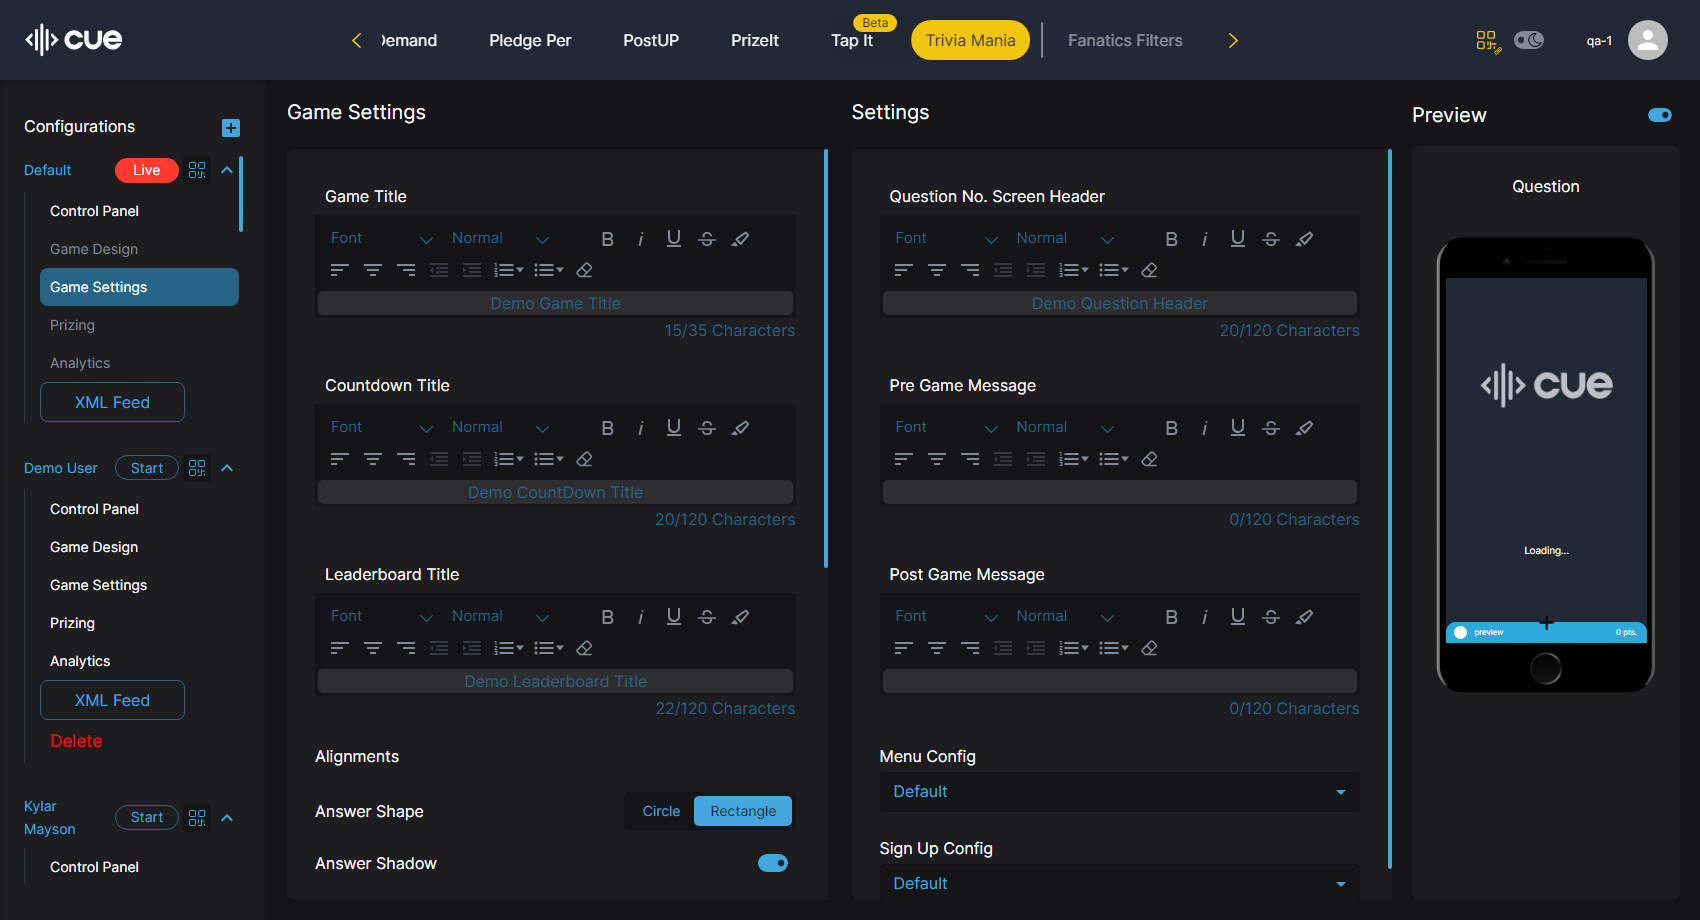 cue
Demand
Pledge Per
PostUP
PrizeIt
Tap It
Beta
Trivia Mania
Fanatics Filters
qa-1
Configurations
Default
Live
Control Panel
Game Design
Game Settings
Prizing
Analytics
XML Feed
Demo User
Start
Control Panel
Game Design
Game Settings
Prizing
Analytics
XML Feed
Delete
Kylar
Mayson
Start
Control Panel
Game Settings
Game Title
Font
Normal
Demo Game Title
15/35 Characters
Countdown Title
Font
Normal
Demo CountDown Title
20/120 Characters
Leaderboard Title
Font
Normal
Demo Leaderboard Title
22/120 Characters
Alignments
Answer Shape
Circle
Rectangle
Answer Shadow
Settings
Question No. Screen Header
Font
Normal
Demo Question Header
20/120 Characters
Pre Game Message
Font
Normal
0/120 Characters
Post Game Message
Font
Normal
0/120 Characters
Menu Config
Default
Sign Up Config
Default
Preview
Question
cue
Loading...
preview
0 pts.